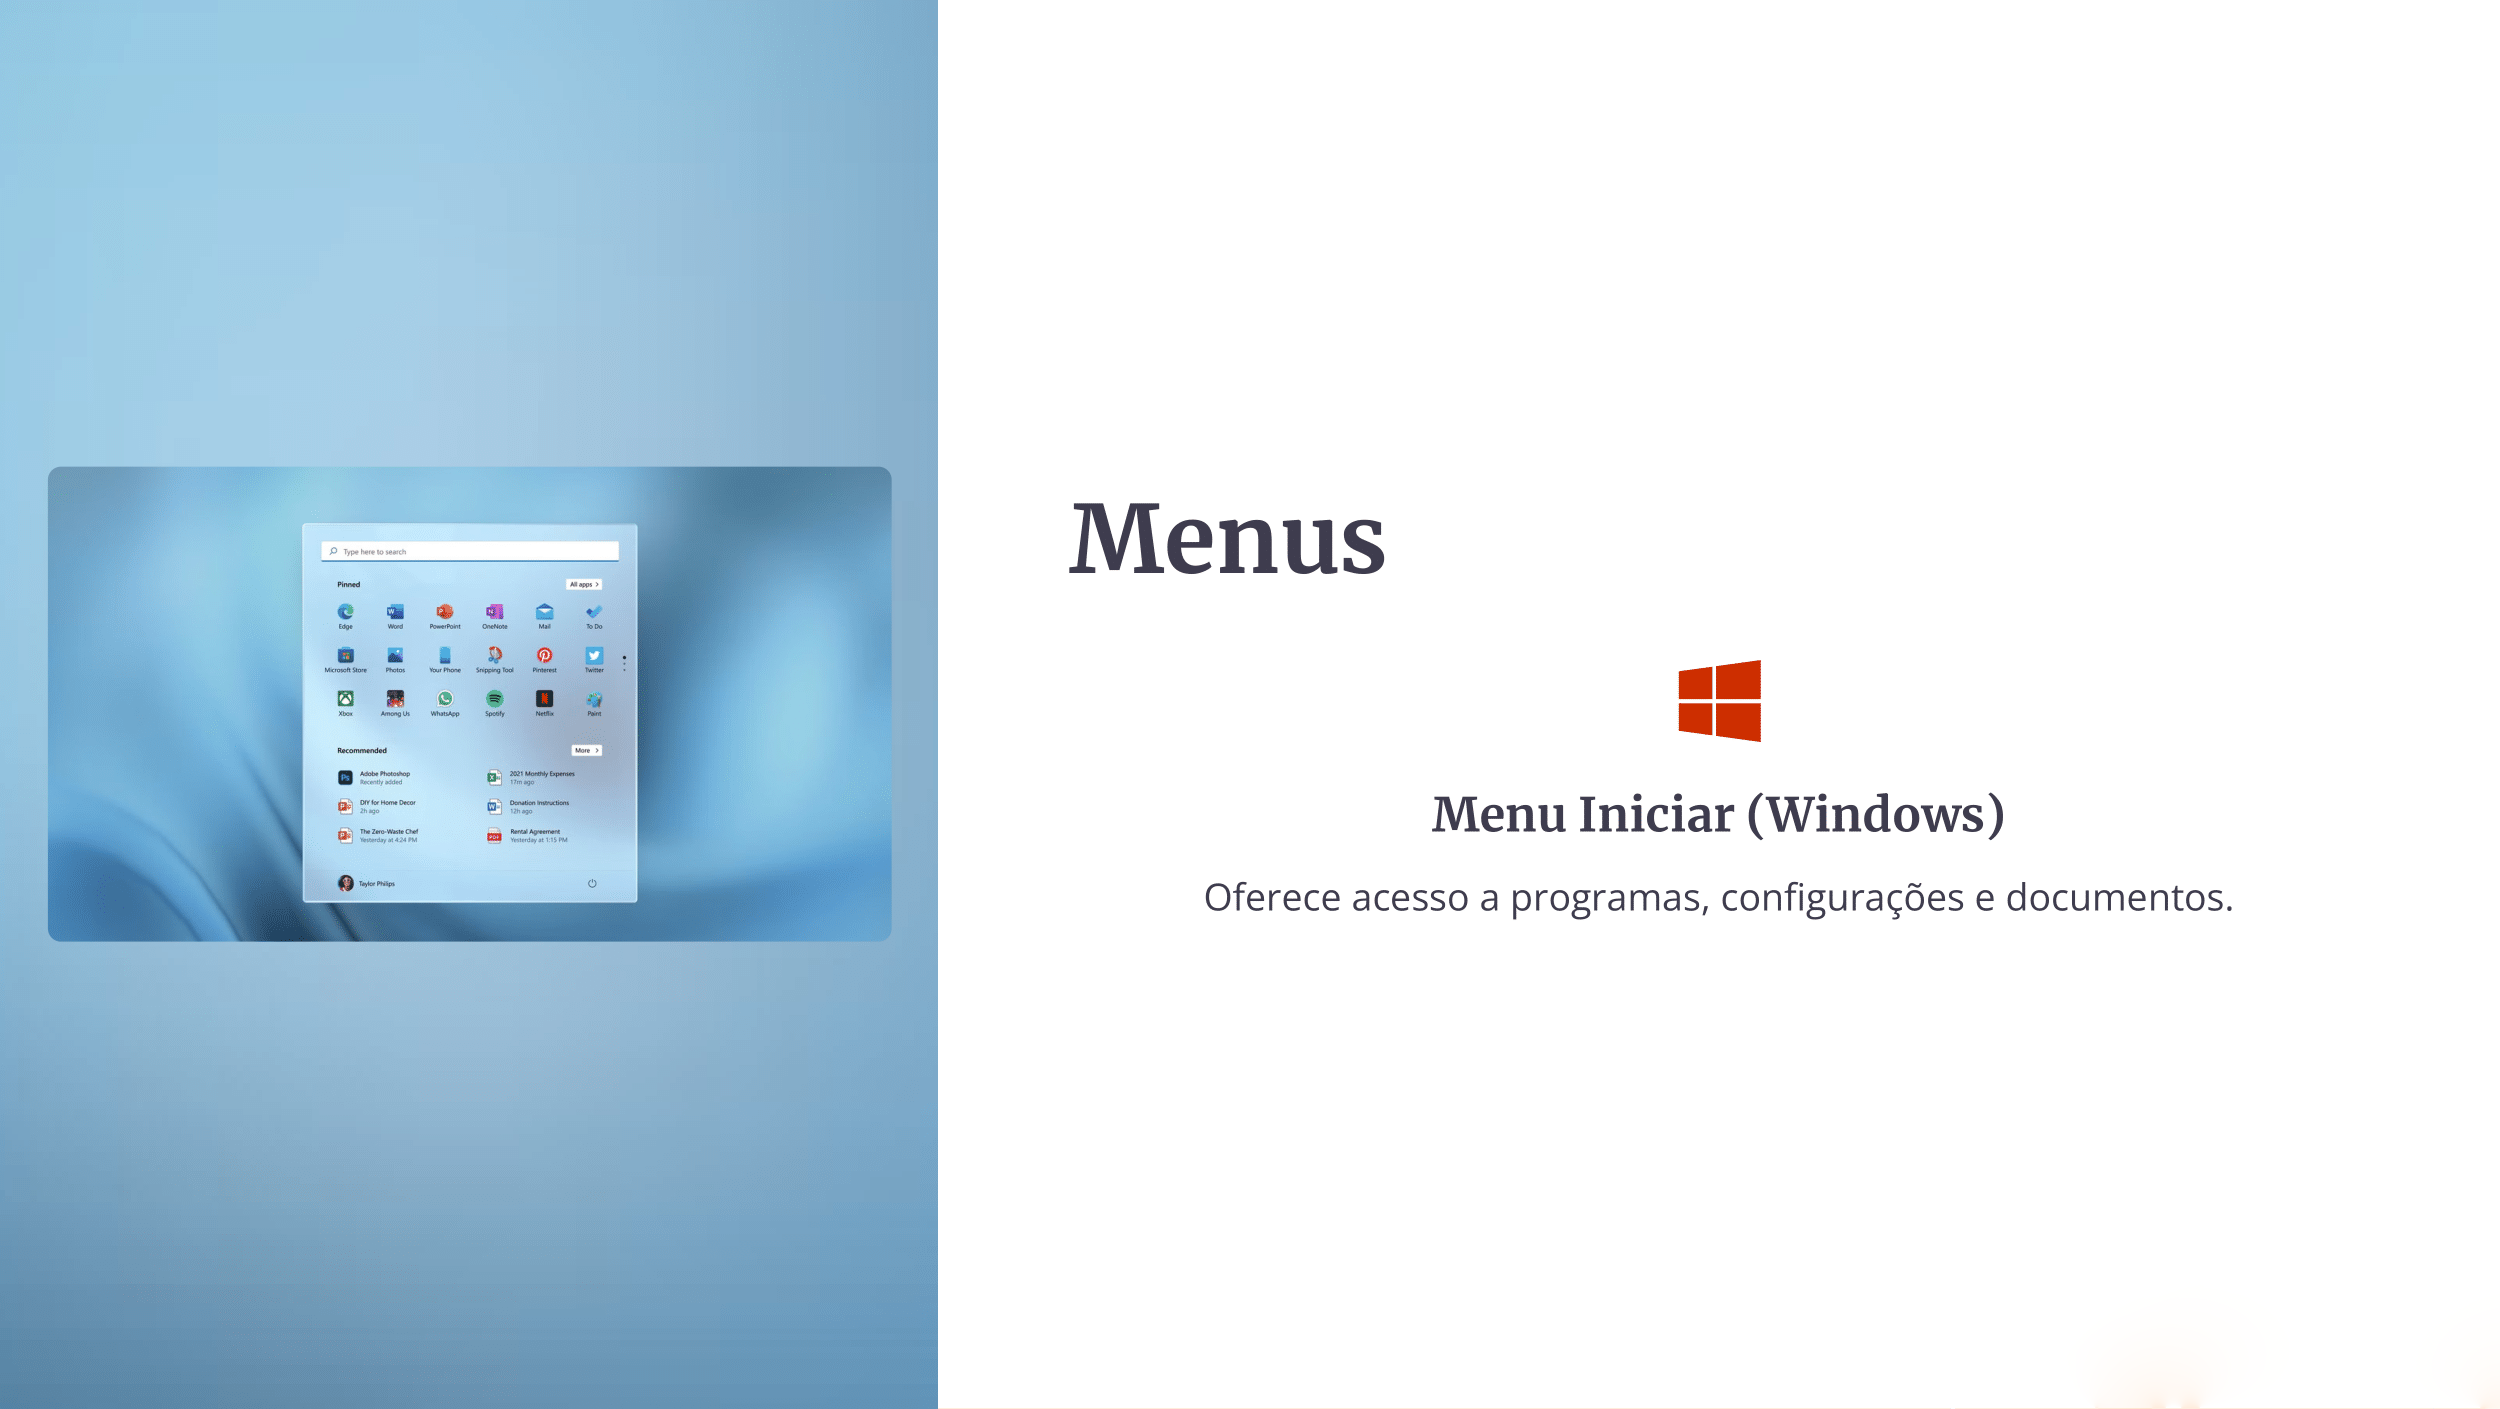 Type here to search
Pinned
All apps
Edge
Word
PowerPoint
OneNote
Mail
To Do
Microsoft Store
Photos
Your Phone
Snipping Tool
Pinterest
Twitter
Xbox
Among Us
WhatsApp
Spotify
Netflix
Paint
Recommended
More
Adobe Photoshop
Recently added
2021 Monthly Expenses
17m ago
DIY for Home Decor
2h ago
Donation Instructions
12h ago
The Zero-Waste Chef
Yesterday at 4:24 PM
Rental Agreement
Yesterday at 1:15 PM
Taylor Philips
Menus
Menu Iniciar (Windows)
Oferece acesso a programas, configurações e documentos.